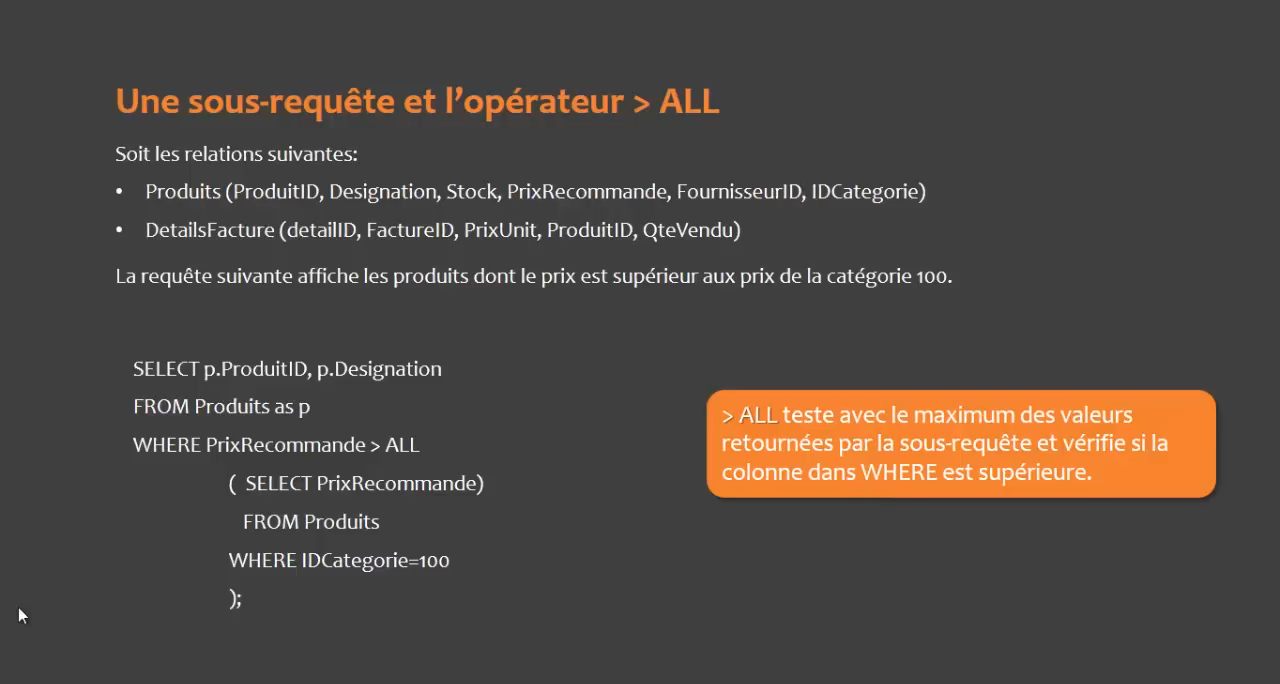 Une sous-requête et l’opérateur > ALL
Soit les relations suivantes:
• Produits (ProduitID, Designation, Stock, PrixRecommande, FournisseurID, IDCategorie)
• DetailsFacture (detailID, FactureID, PrixUnit, ProduitID, QteVendu)
La requête suivante affiche les produits dont le prix est supérieur aux prix de la catégorie 100.
SELECT p.ProduitID, p.Designation
FROM Produits as p
WHERE PrixRecommande > ALL
( SELECT PrixRecommande)
FROM Produits
WHERE IDCategorie=100
);
> ALL teste avec le maximum des valeurs
retournées par la sous-requête et vérifie si la
colonne dans WHERE est supérieure.